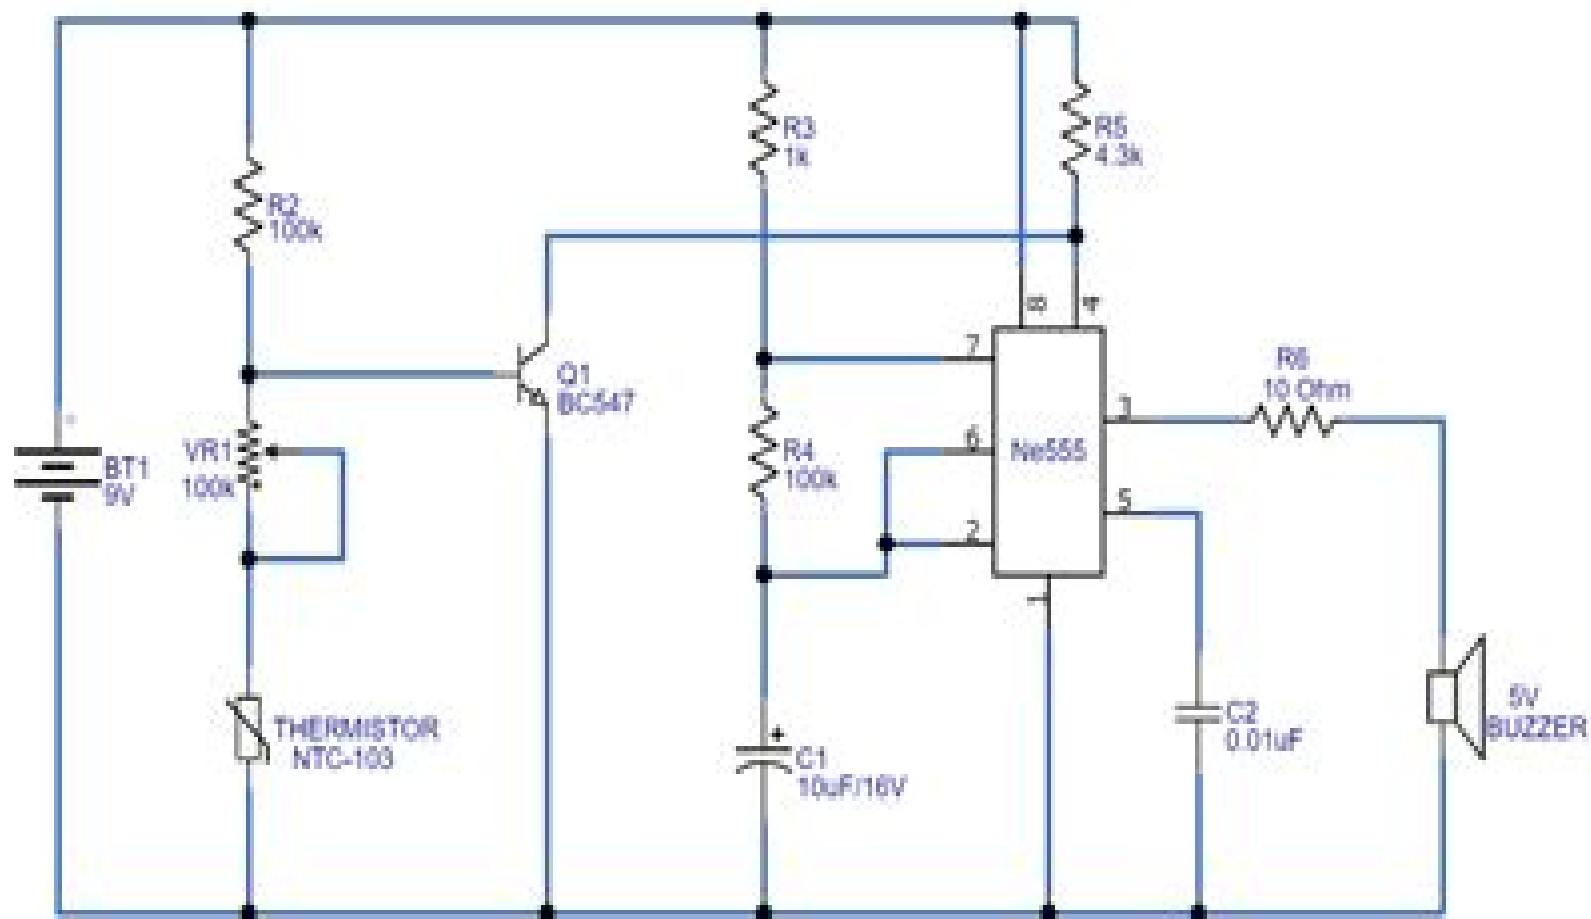 R3
1k
R5
4.3k
R2
100k
8
4
7
Q1
BC547
R6
10 Ohm
3
VR1
100k
BT1
9V
R4
100k
6
Ne555
5
2
1
THERMISTOR
NTC-103
+
C1
10uF/16V
C2
0.01uF
5V
BUZZER